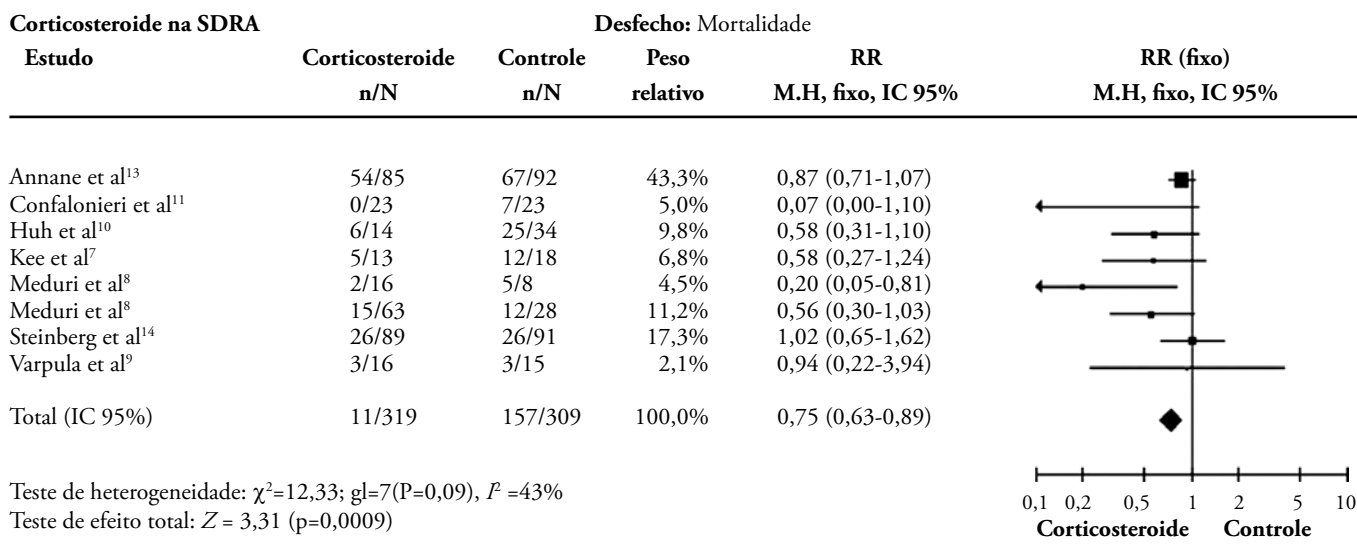 Corticosteroide na SDRA Desfecho: Mortalidade
Estudo Corticosteroide Controle Peso RR RR (fixo)
n/N n/N relativo M.H, fixo, IC 95% M.H, fixo, IC 95%
Annane et al¹³ 54/85 67/92 43,3% 0,87 (0,71-1,07)
Confalonieri et al¹¹ 0/23 7/23 5,0% 0,07 (0,00-1,10)
Huh et al¹⁰ 6/14 25/34 9,8% 0,58 (0,31-1,10)
Kee et al⁷ 5/13 12/18 6,8% 0,58 (0,27-1,24)
Meduri et al⁸ 2/16 5/8 4,5% 0,20 (0,05-0,81)
Meduri et al⁸ 15/63 12/28 11,2% 0,56 (0,30-1,03)
Steinberg et al¹⁴ 26/89 26/91 17,3% 1,02 (0,65-1,62)
Varpula et al⁹ 3/16 3/15 2,1% 0,94 (0,22-3,94)
Total (IC 95%) 11/319 157/309 100,0% 0,75 (0,63-0,89)
Teste de heterogeneidade: χ²=12,33; gl=7(P=0,09), I² =43%
Teste de efeito total: Z = 3,31 (p=0,0009)
0,1 0,2 0,5 1 2 5 10
Corticosteroide Controle